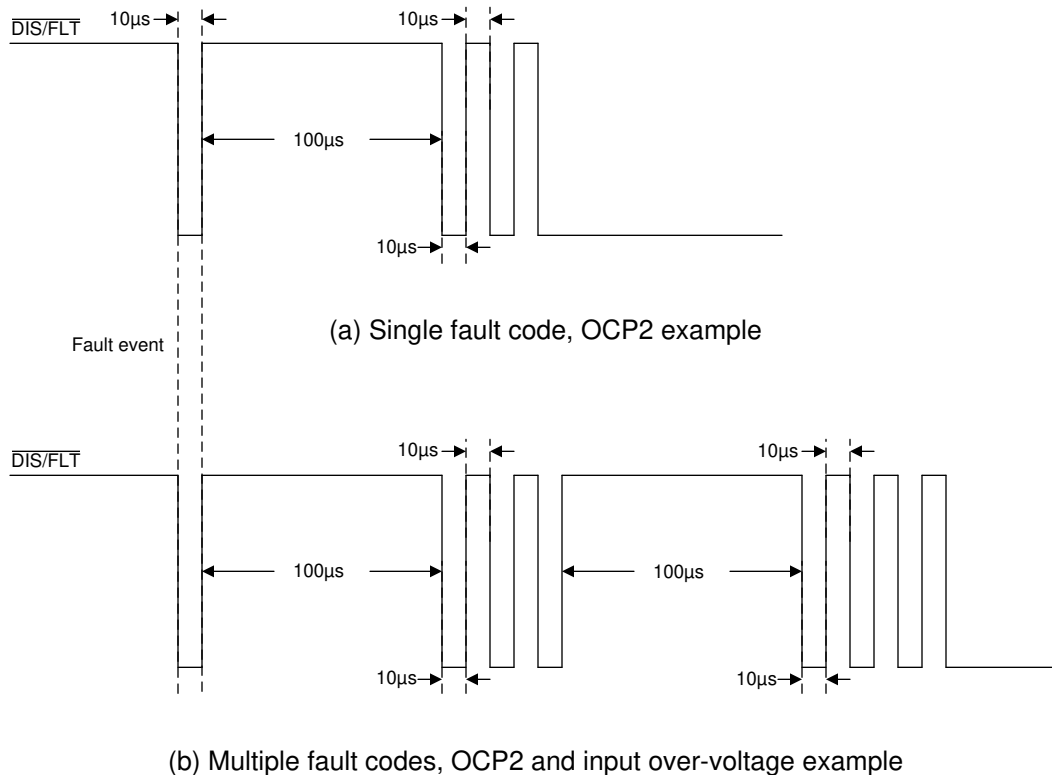 10µs
10µs
DIS/FLT
100µs
10µs
(a) Single fault code, OCP2 example
Fault event
10µs
10µs
DIS/FLT
100µs
100µs
10µs
10µs
(b) Multiple fault codes, OCP2 and input over-voltage example